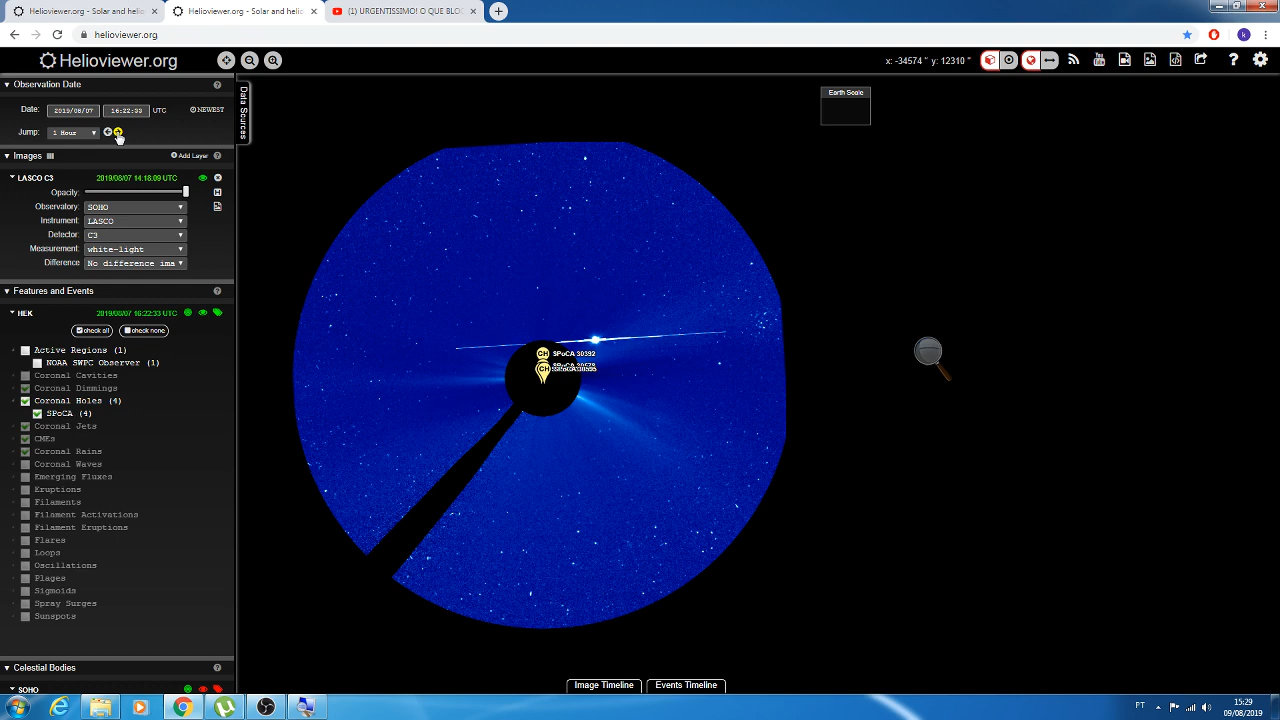 Helioviewer.org - Solar and helio
Helioviewer.org - Solar and helio
(1) URGENTISSIMO! O QUE BLOC
helioviewer.org
k
Helioviewer.org
x: -34574 " y: 12310 "
You Tube
?
Observation Date
Date: 2019/08/07 16:22:33 UTC NEWEST
Jump: 1 Hour
Images Add Layer
LASCO C3 2019/08/07 14:18:09 UTC
Opacity:
Observatory: SOHO
Instrument: LASCO
Detector: C3
Measurement: white-light
Difference No difference ima
Features and Events
HEK 2019/08/07 16:22:33 UTC
check all check none
Active Regions (1)
NOAA SWPC Observer (1)
Coronal Cavities
Coronal Dimmings
Coronal Holes (4)
SPoCA (4)
Coronal Jets
CMEs
Coronal Rains
Coronal Waves
Emerging Fluxes
Eruptions
Filaments
Filament Activations
Filament Eruptions
Flares
Loops
Oscillations
Plages
Sigmoids
Spray Surges
Sunspots
Celestial Bodies
SOHO
Data Sources
Earth Scale
CH SPoCA 30392
CH
Image Timeline
Events Timeline
PT
15:29
09/08/2019